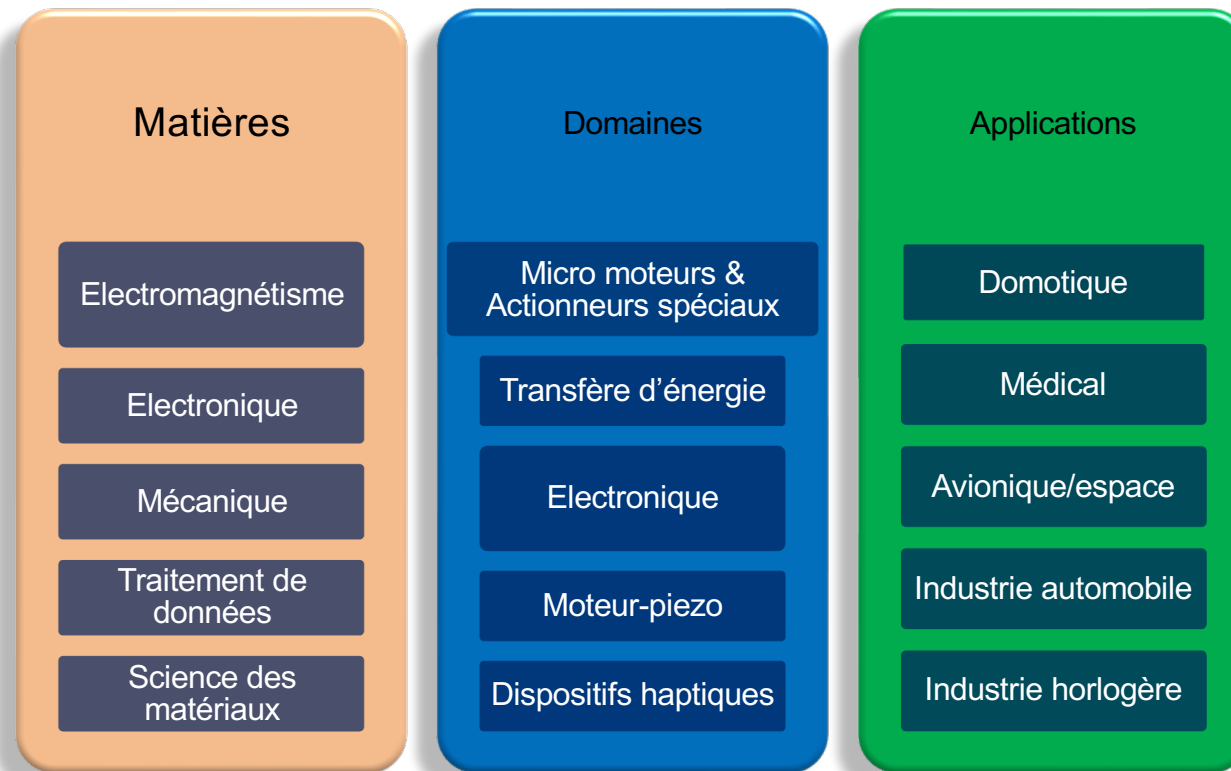 Matières
Electromagnétisme
Electronique
Mécanique
Traitement de
données
Science des
matériaux
Domaines
Micro moteurs &
Actionneurs spéciaux
Transfère d’énergie
Electronique
Moteur-piezo
Dispositifs haptiques
Applications
Domotique
Médical
Avionique/espace
Industrie automobile
Industrie horlogère